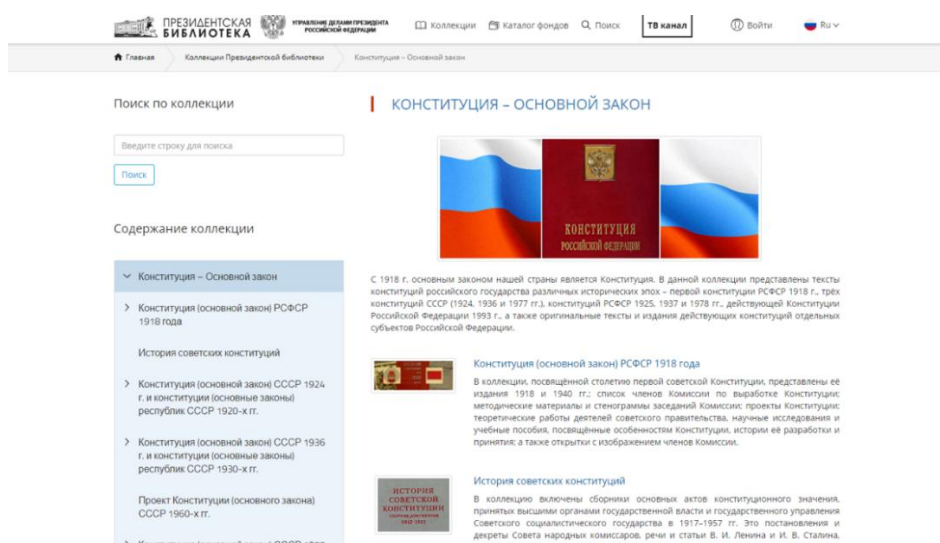 ПРЕЗИДЕНТСКАЯ
БИБЛИОТЕКА
УПРАВЛЕНИЕ ДЕЛАМИ ПРЕЗИДЕНТА
РОССИЙСКОЙ ФЕДЕРАЦИИ
Коллекции
Каталог фондов
Поиск
ТВ канал
Войти
Ru
Главная
Коллекции Президентской библиотеки
Конституция – Основной закон
Поиск по коллекции
Введите строку для поиска
Поиск
Содержание коллекции
Конституция – Основной закон
Конституция (основной закон) РСФСР
1918 года
История советских конституций
Конституция (основной закон) СССР 1924
г. и конституции (основные законы)
республик СССР 1920-х гг.
Конституция (основной закон) СССР 1936
г. и конституции (основные законы)
республик СССР 1930-х гг.
Проект Конституции (основного закона)
СССР 1960-х гг.
КОНСТИТУЦИЯ – ОСНОВНОЙ ЗАКОН
КОНСТИТУЦИЯ
РОССИЙСКОЙ ФЕДЕРАЦИИ
С 1918 г. основным законом нашей страны является Конституция. В данной коллекции представлены тексты
конституций российского государства различных исторических эпох – первой конституции РСФСР 1918 г., трёх
конституций СССР (1924, 1936 и 1977 гг.), конституций РСФСР 1925, 1937 и 1978 гг., действующей Конституции
Российской Федерации 1993 г., а также оригинальные тексты и издания действующих конституций отдельных
субъектов Российской Федерации.
Конституция (основной закон) РСФСР 1918 года
В коллекции, посвящённой столетию первой советской Конституции, представлены её
издания 1918 и 1940 гг.; список членов Комиссии по выработке Конституции;
методические материалы и стенограммы заседаний Комиссии; проекты Конституции;
теоретические работы деятелей советского правительства, научные исследования и
учебные пособия, посвящённые особенностям Конституции, истории её разработки и
принятия; а также открытки с изображением членов Комиссии.
ИСТОРИЯ
СОВЕТСКОЙ
КОНСТИТУЦИИ
История советских конституций
В коллекцию включены сборники основных актов конституционного значения,
принятых высшими органами государственной власти и государственного управления
Советского социалистического государства в 1917–1957 гг. Это постановления и
декреты Совета народных комиссаров, речи и статьи В. И. Ленина и И. В. Сталина,